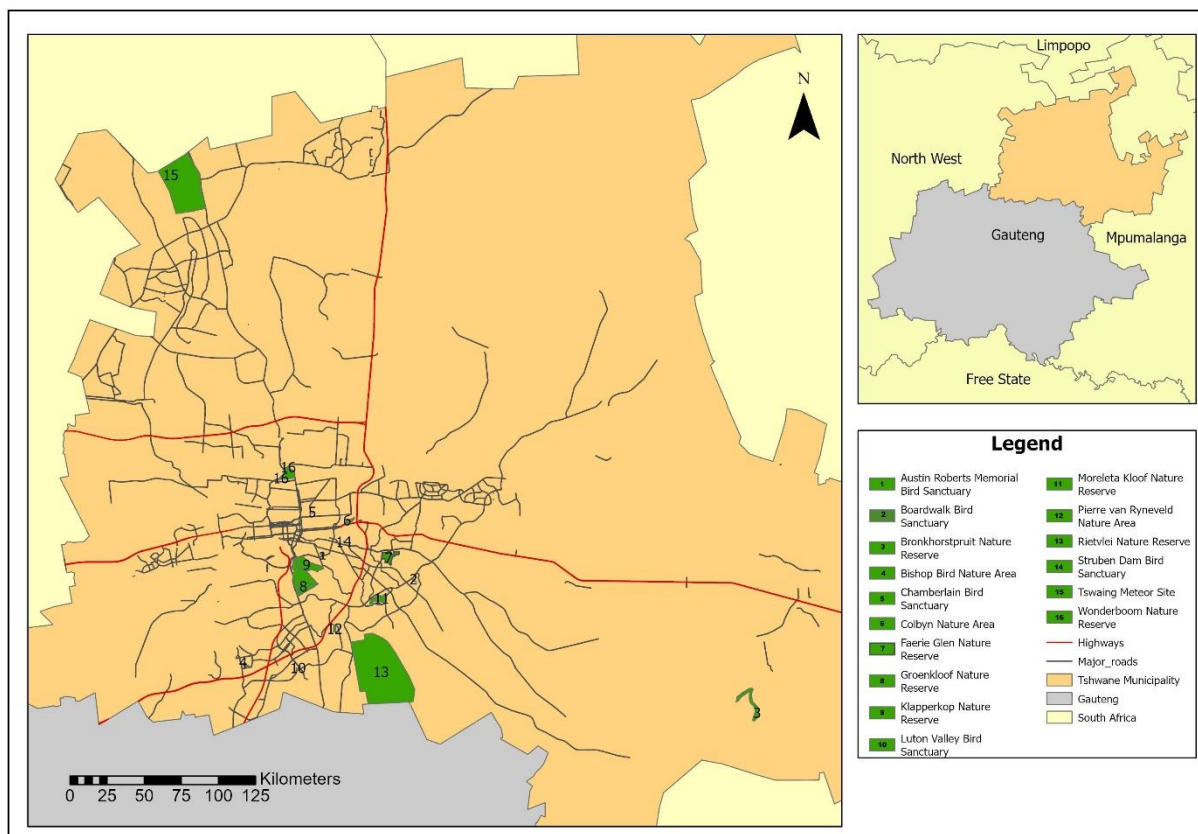 N
15
16
16
5
6
14
1
7
9
2
8
11
12
4
10
13
3
Kilometers
0 25 50 75 100 125
Limpopo
North West
Gauteng
Mpumalanga
Free State
Legend
1 Austin Roberts Memorial
Bird Sanctuary
2 Boardwalk Bird
Sanctuary
3 Bronkhorstpruit Nature
Reserve
4 Bishop Bird Nature Area
5 Chamberlain Bird
Sanctuary
6 Colbyn Nature Area
7 Faerie Glen Nature
Reserve
8 Groenkloof Nature
Reserve
9 Klapperkop Nature
Reserve
10 Luton Valley Bird
Sanctuary
11 Moreleta Kloof Nature
Reserve
12 Pierre van Ryneveld
Nature Area
13 Rietvlei Nature Reserve
14 Struben Dam Bird
Sanctuary
15 Tswaing Meteor Site
16 Wonderboom Nature
Reserve
Highways
Major_roads
Tshwane Municipality
Gauteng
South Africa